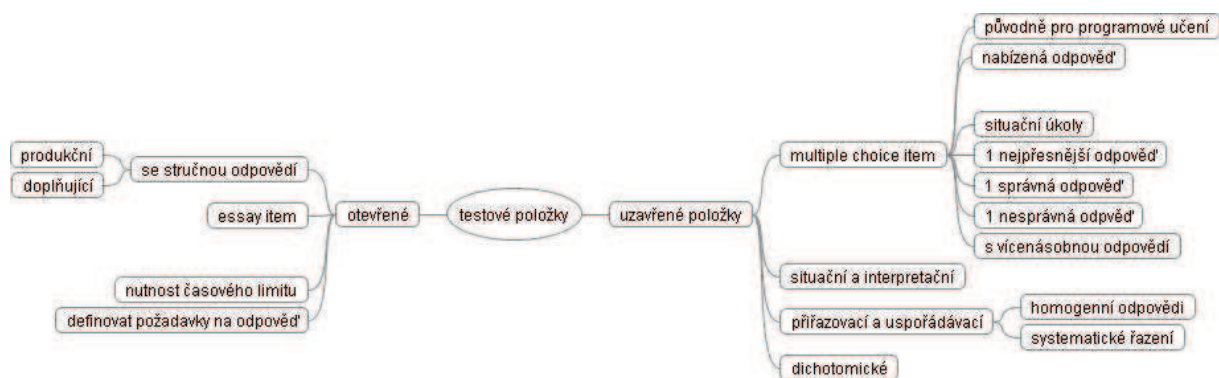 testové položky
otevřené
se stručnou odpovědí
produkční
doplňující
essay item
nutnost časového limitu
definovat požadavky na odpověď
uzavřené položky
multiple choice item
původně pro programové učení
nabízená odpověď
situační úkoly
1 nejpřesnější odpověď
1 správná odpověď
1 nesprávná odpvěď
s vícenásobnou odpovědí
situační a interpretační
přiřazovací a uspořádávací
homogenní odpovědi
systematické řazení
dichotomické